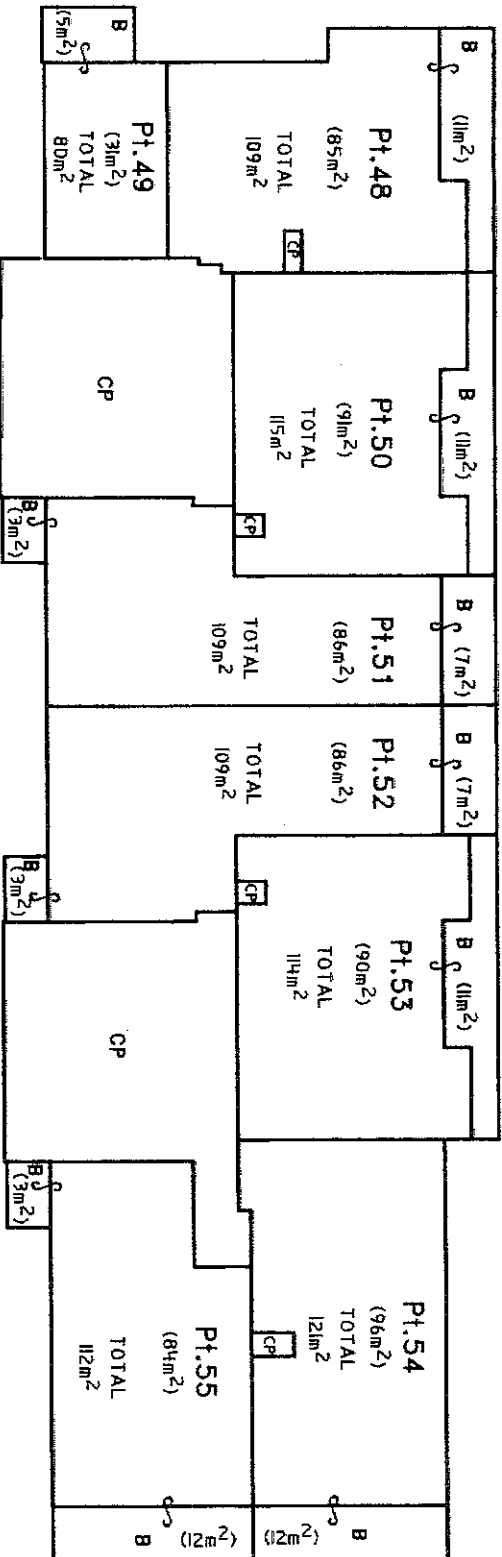 B
(5m²)
Pt.49
(31m²)
TOTAL
80m²
B
(11m²)
Pt.48
(85m²)
TOTAL
109m²
CP
CP
B
(11m²)
Pt.50
(91m²)
TOTAL
115m²
CP
B
(3m²)
B
(7m²)
Pt.51
(86m²)
TOTAL
109m²
B
(7m²)
Pt.52
(86m²)
TOTAL
109m²
B
(3m²)
CP
B
(11m²)
Pt.53
(90m²)
TOTAL
114m²
CP
B
(3m²)
Pt.54
(96m²)
TOTAL
121m²
CP
Pt.55
(84m²)
TOTAL
112m²
B
(12m²)
(12m²)
B